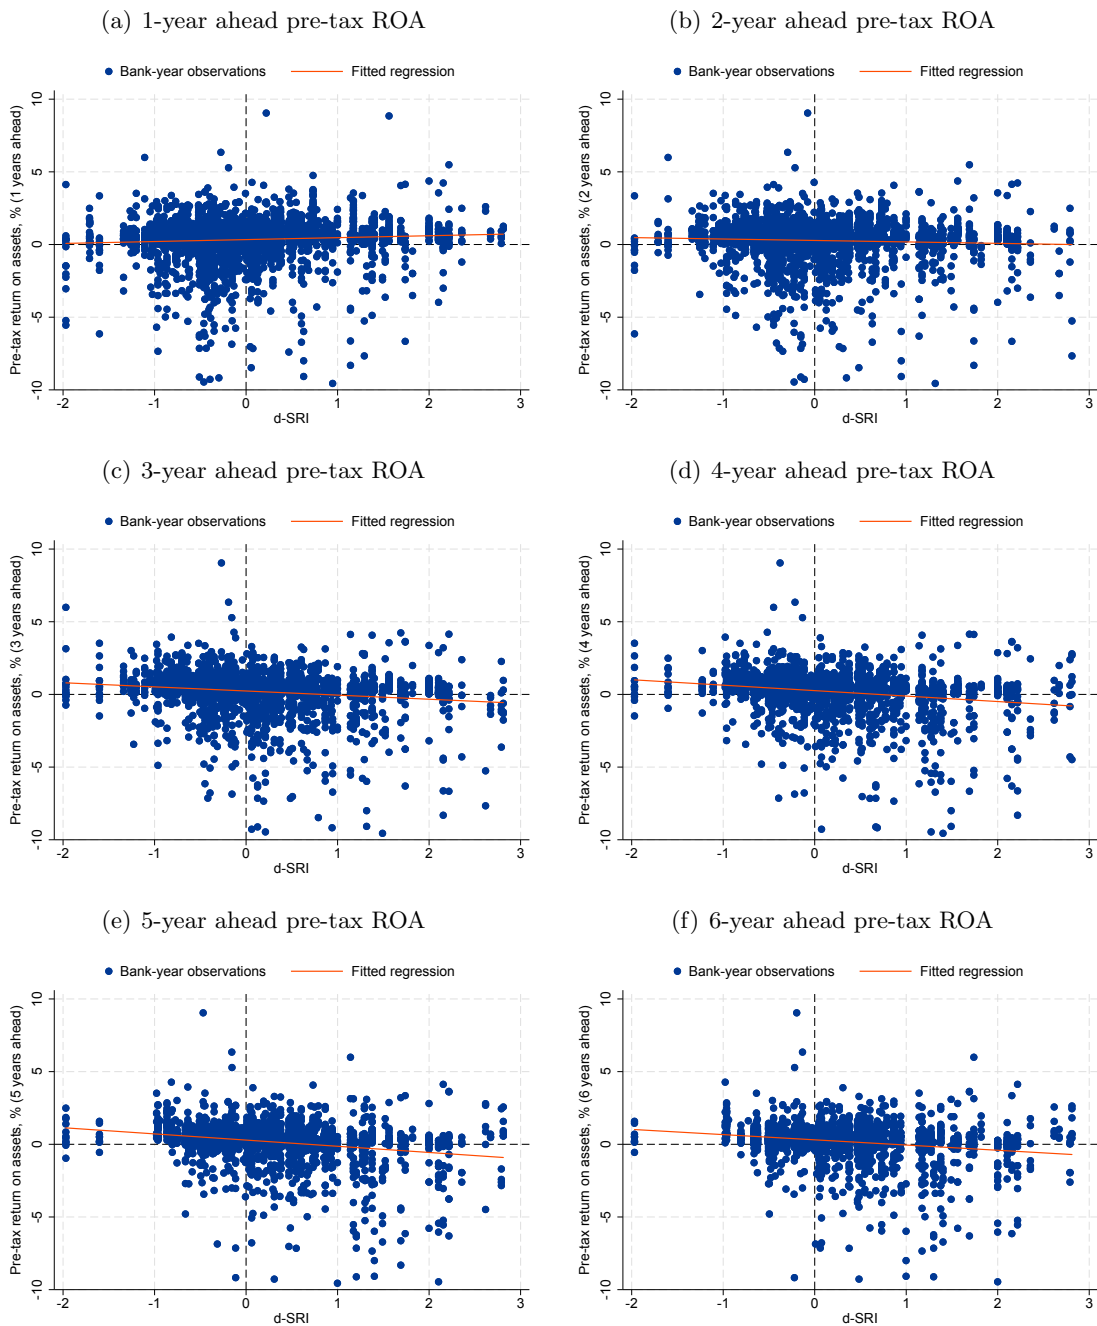 (a) 1-year ahead pre-tax ROA
Bank-year observations Fitted regression
Pre-tax return on assets, % (1 years ahead)
10
5
0
-5
-10
-2 -1 0 1 2 3
d-SRI
(b) 2-year ahead pre-tax ROA
Bank-year observations Fitted regression
Pre-tax return on assets, % (2 years ahead)
10
5
0
-5
-10
-2 -1 0 1 2 3
d-SRI
(c) 3-year ahead pre-tax ROA
Bank-year observations Fitted regression
Pre-tax return on assets, % (3 years ahead)
10
5
0
-5
-10
-2 -1 0 1 2 3
d-SRI
(d) 4-year ahead pre-tax ROA
Bank-year observations Fitted regression
Pre-tax return on assets, % (4 years ahead)
10
5
0
-5
-10
-2 -1 0 1 2 3
d-SRI
(e) 5-year ahead pre-tax ROA
Bank-year observations Fitted regression
Pre-tax return on assets, % (5 years ahead)
10
5
0
-5
-10
-2 -1 0 1 2 3
d-SRI
(f) 6-year ahead pre-tax ROA
Bank-year observations Fitted regression
Pre-tax return on assets, % (6 years ahead)
10
5
0
-5
-10
-2 -1 0 1 2 3
d-SRI